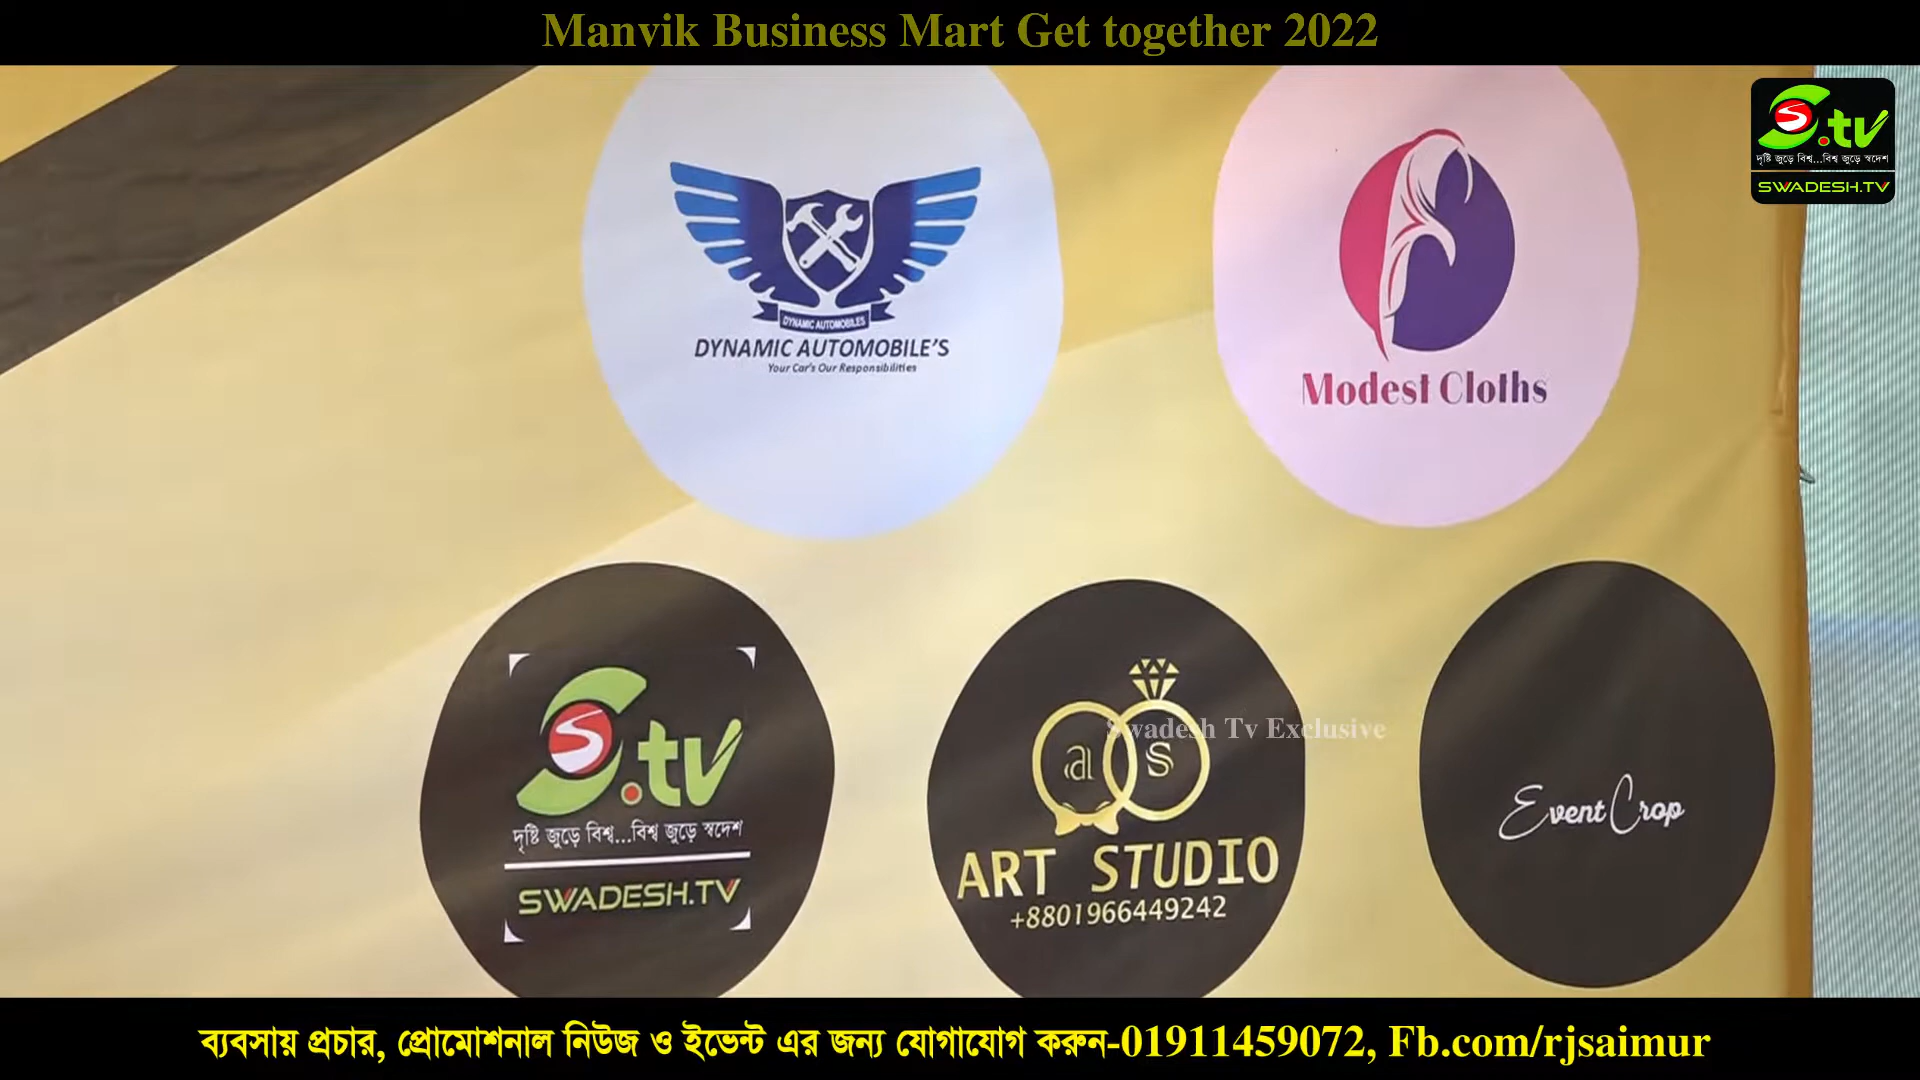 Manvik Business Mart Get together 2022
S.tv
দৃষ্টি জুড়ে বিশ্ব...বিশ্ব জুড়ে স্বদেশ
SWADESH.TV
DYNAMIC AUTOMOBILES
DYNAMIC AUTOMOBILE'S
Your Car's Our Responsibilities
Modest Cloths
S.tv
দৃষ্টি জুড়ে বিশ্ব...বিশ্ব জুড়ে স্বদেশ
SWADESH.TV
as
ART STUDIO
+8801966449242
Swadesh Tv Exclusive
Event Crop
ব্যবসায় প্রচার, প্রোমোশনাল নিউজ ও ইভেন্ট এর জন্য যোগাযোগ করুন-01911459072, Fb.com/rjsaimur